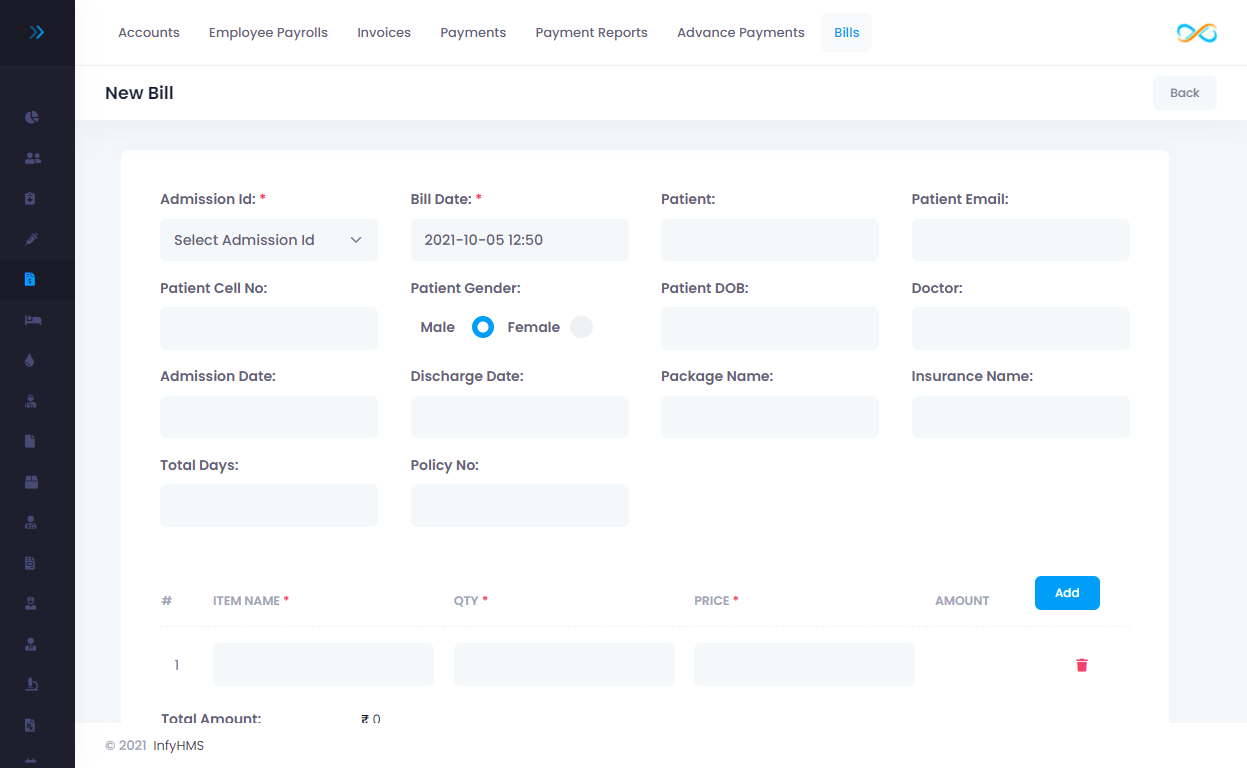 Accounts Employee Payrolls Invoices Payments Payment Reports Advance Payments Bills
New Bill Back
Admission Id: * Bill Date: * Patient: Patient Email:
Select Admission Id 2021-10-05 12:50
Patient Cell No: Patient Gender: Patient DOB: Doctor:
Male Female
Admission Date: Discharge Date: Package Name: Insurance Name:
Total Days: Policy No:
# ITEM NAME * QTY * PRICE * AMOUNT Add
1
Total Amount: ₹ 0
© 2021 InfyHMS